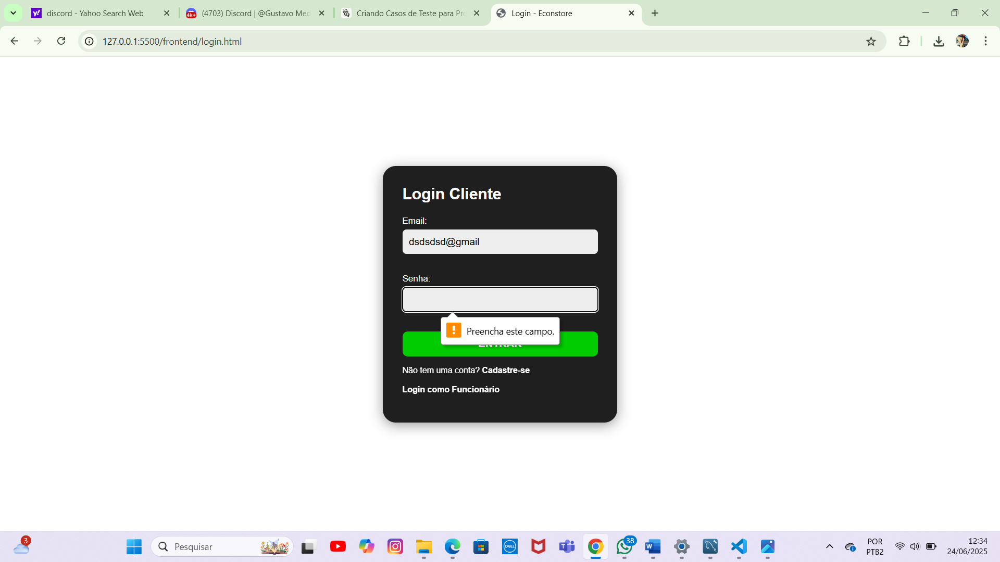 discord - Yahoo Search Web
(4703) Discord | @Gustavo Med
Criando Casos de Teste para Pro
Login - Econstore
127.0.0.1:5500/frontend/login.html
Login Cliente
Email:
dsdsdsd@gmail
Senha:
Preencha este campo.
ENTRAR
Não tem uma conta? Cadastre-se
Login como Funcionário
3
Pesquisar
38
POR
PTB2
12:34
24/06/2025